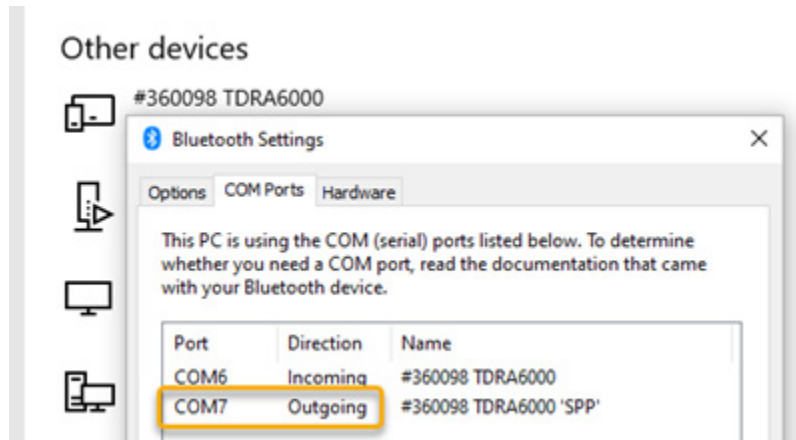 Other devices
#360098 TDRA6000
Bluetooth Settings
Options COM Ports Hardware
This PC is using the COM (serial) ports listed below. To determine
whether you need a COM port, read the documentation that came
with your Bluetooth device.
Port Direction Name
COM6 Incoming #360098 TDRA6000
COM7 Outgoing #360098 TDRA6000 'SPP'